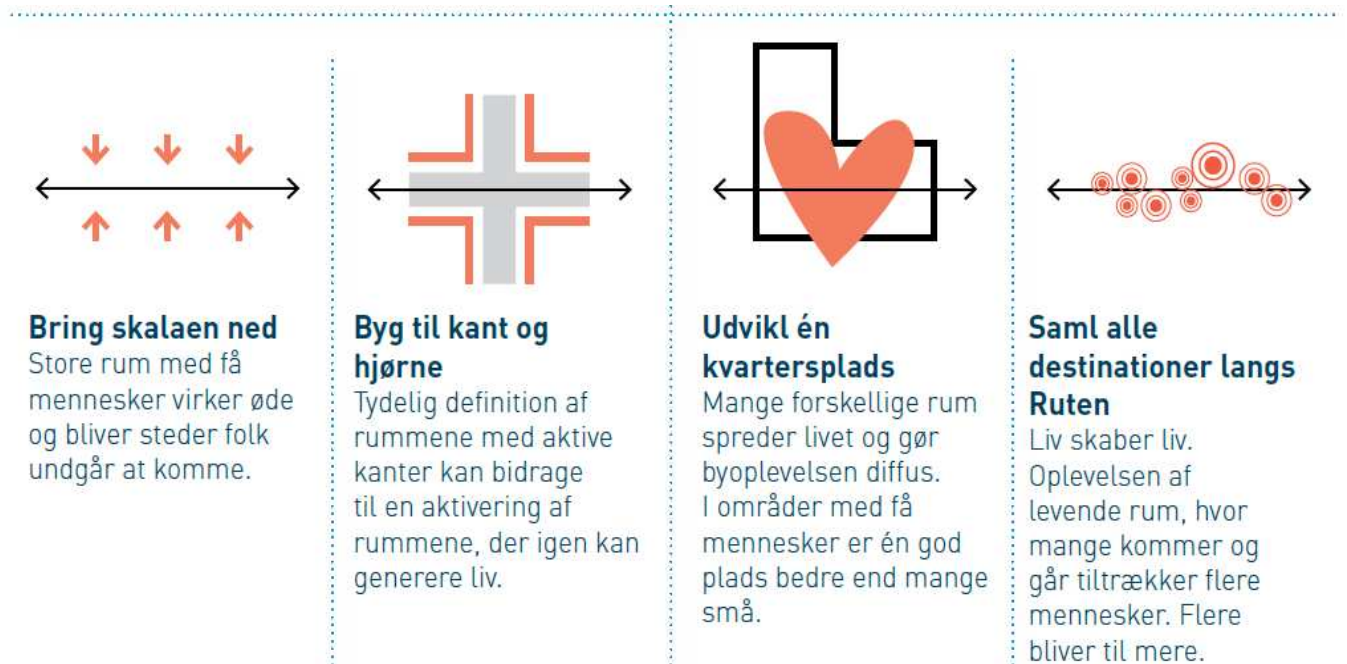 Bring skalaen ned
Store rum med få
mennesker virker øde
og bliver steder folk
undgår at komme.
Byg til kant og
hjørne
Tydelig definition af
rummene med aktive
kanter kan bidrage
til en aktivering af
rummene, der igen kan
generere liv.
Udvikl én
kvartersplads
Mange forskellige rum
spreder livet og gør
byoplevelsen diffus.
I områder med få
mennesker er én god
plads bedre end mange
små.
Saml alle
destinationer langs
Ruten
Liv skaber liv.
Oplevelsen af
levende rum, hvor
mange kommer og
går tiltrækker flere
mennesker. Flere
bliver til mere.